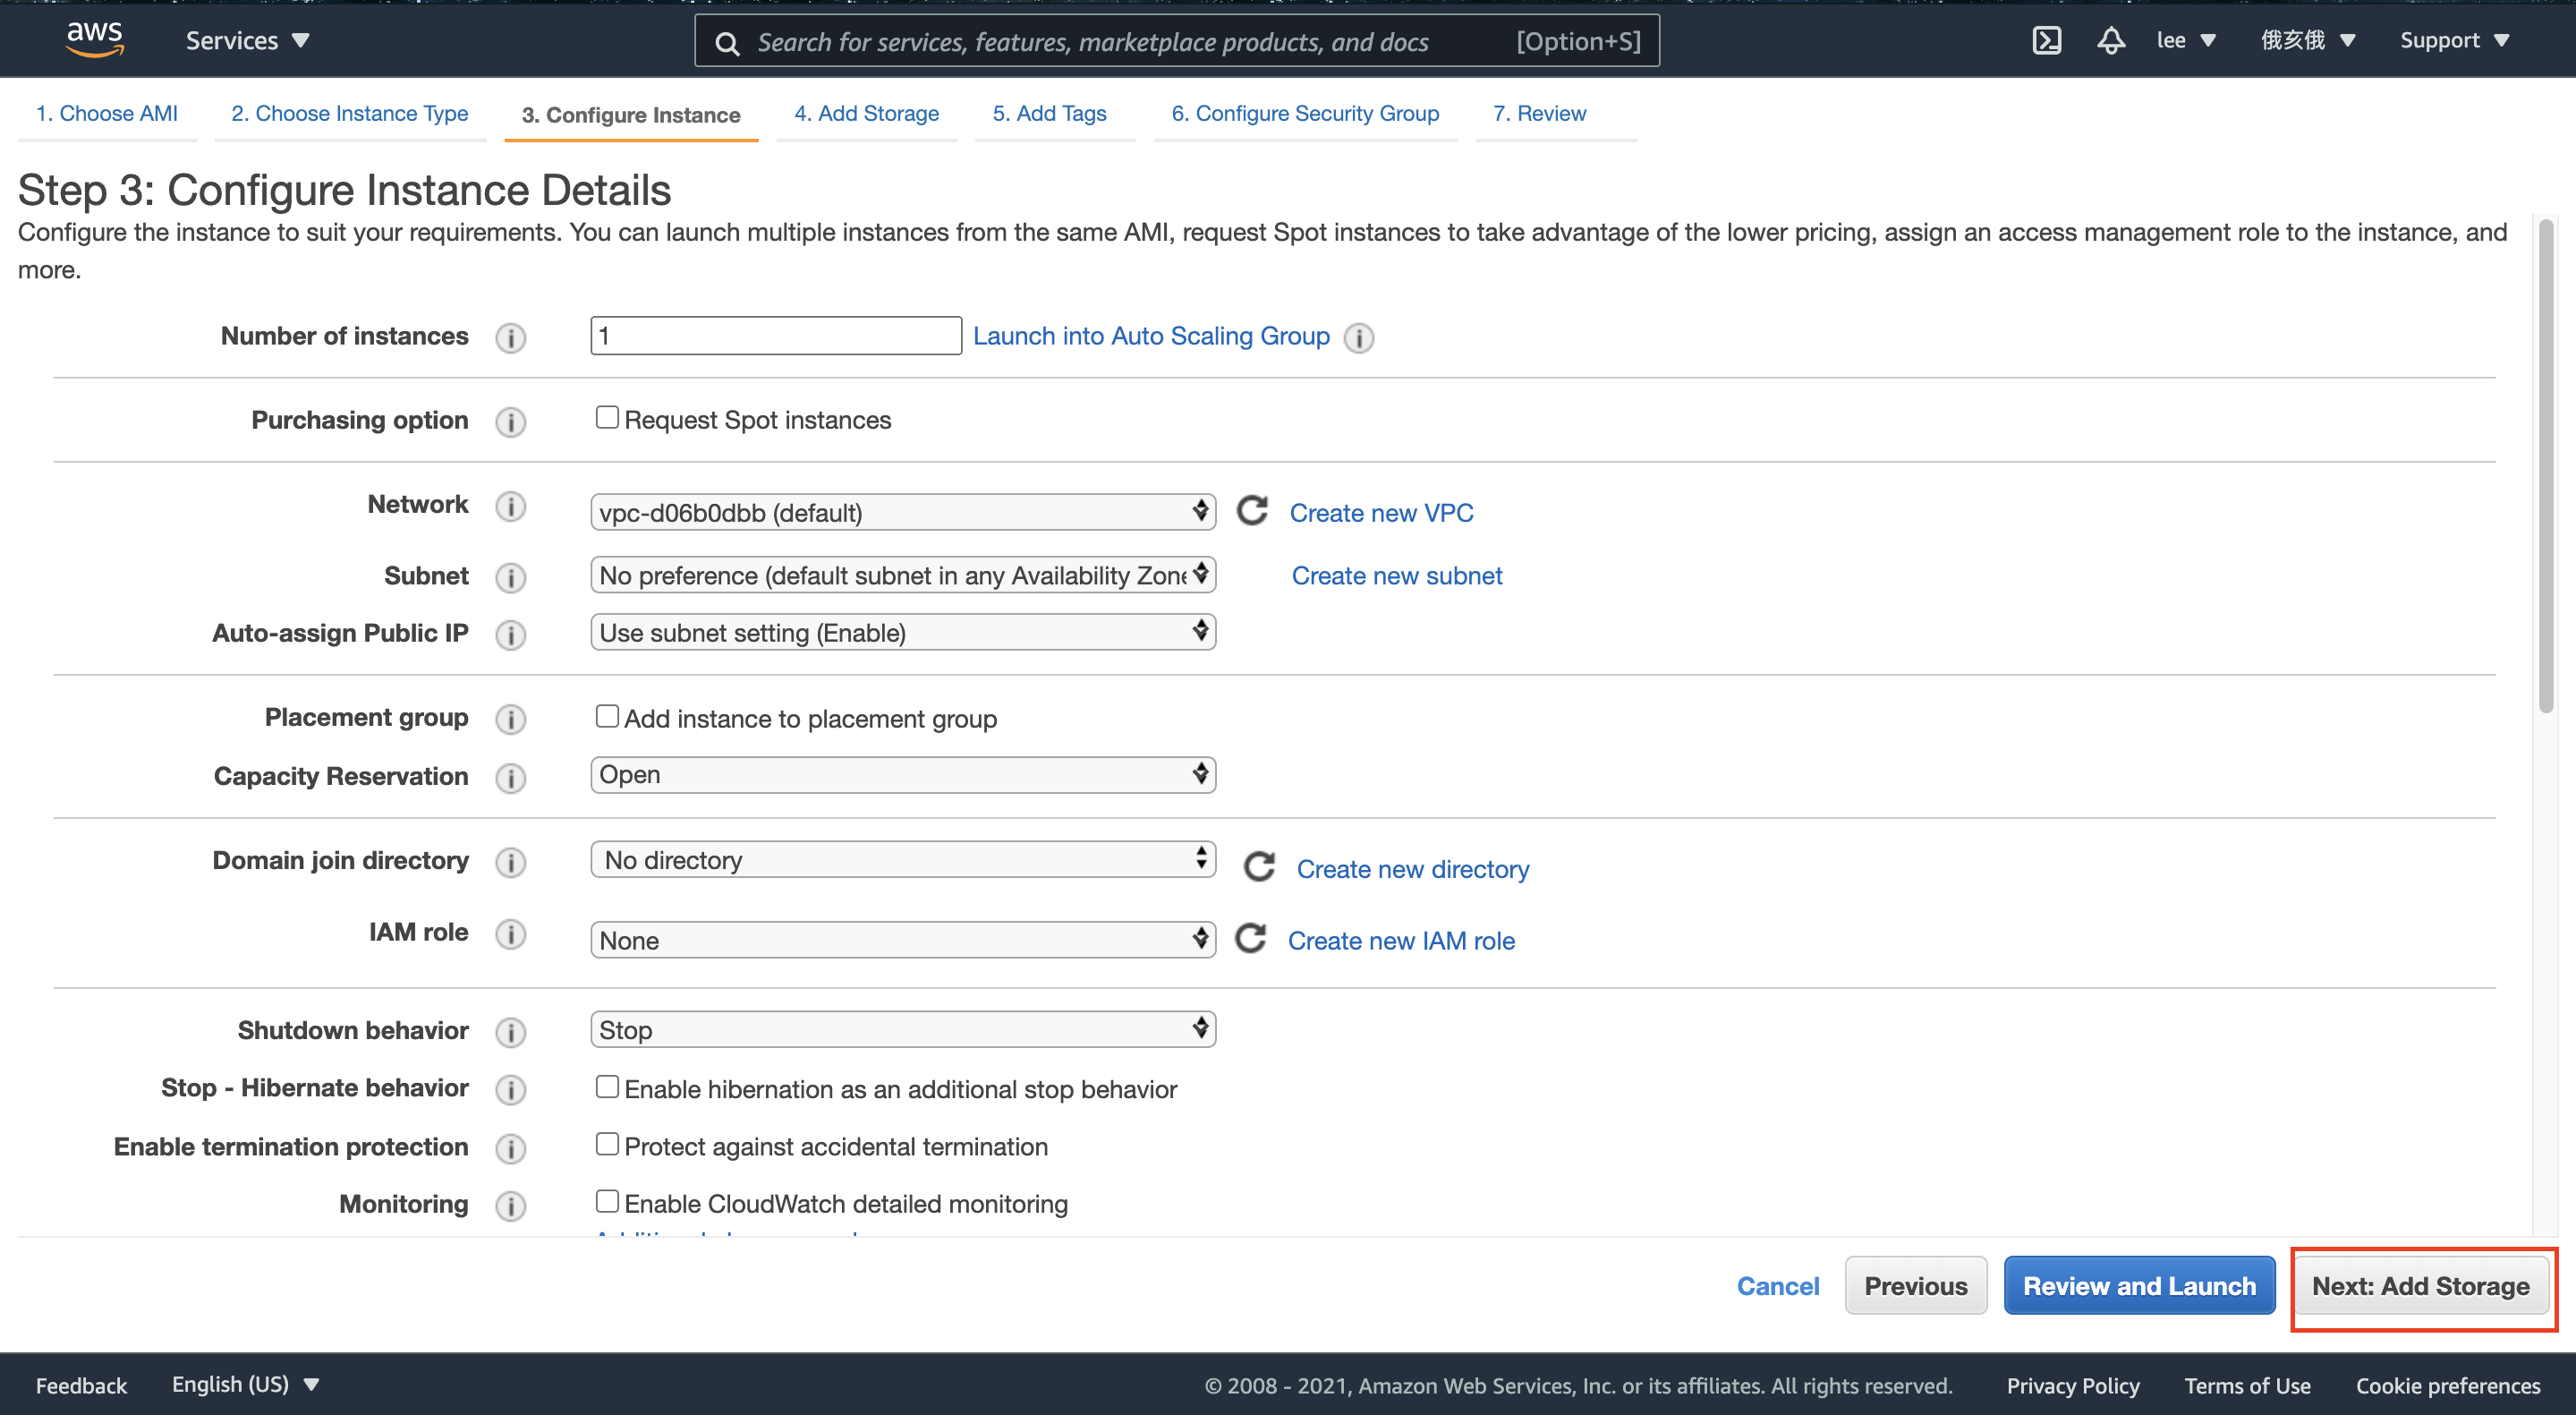 aws
Services
Search for services, features, marketplace products, and docs [Option+S]
lee
俄亥俄
Support
1. Choose AMI
2. Choose Instance Type
3. Configure Instance
4. Add Storage
5. Add Tags
6. Configure Security Group
7. Review
Step 3: Configure Instance Details
Configure the instance to suit your requirements. You can launch multiple instances from the same AMI, request Spot instances to take advantage of the lower pricing, assign an access management role to the instance, and
more.
Number of instances i 1 Launch into Auto Scaling Group i
Purchasing option i Request Spot instances
Network i vpc-d06b0dbb (default) Create new VPC
Subnet i No preference (default subnet in any Availability Zone Create new subnet
Auto-assign Public IP i Use subnet setting (Enable)
Placement group i Add instance to placement group
Capacity Reservation i Open
Domain join directory i No directory Create new directory
IAM role i None Create new IAM role
Shutdown behavior i Stop
Stop - Hibernate behavior i Enable hibernation as an additional stop behavior
Enable termination protection i Protect against accidental termination
Monitoring i Enable CloudWatch detailed monitoring
Cancel
Previous
Review and Launch
Next: Add Storage
Feedback
English (US)
© 2008 - 2021, Amazon Web Services, Inc. or its affiliates. All rights reserved.
Privacy Policy
Terms of Use
Cookie preferences